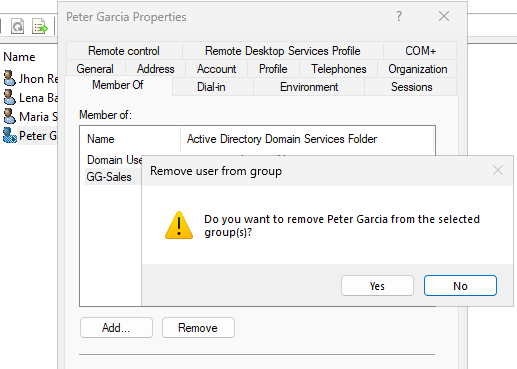 Peter Garcia Properties
?
Remote control Remote Desktop Services Profile COM+
General Address Account Profile Telephones Organization
Member Of Dial-in Environment Sessions
Name
Jhon Re
Lena Ba
Maria S
Peter G
Member of:
Name Active Directory Domain Services Folder
Domain Use
GG-Sales
Remove user from group
Do you want to remove Peter Garcia from the selected
group(s)?
Yes No
Add... Remove